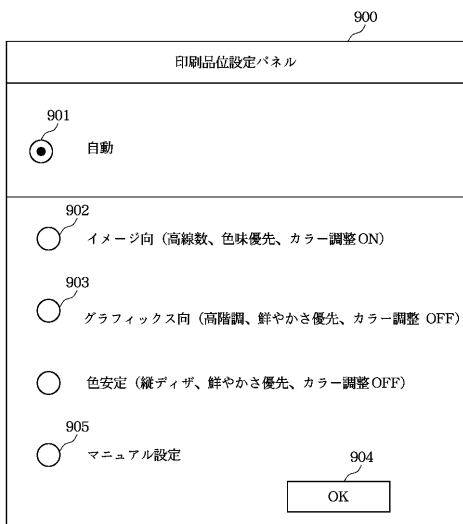 900
印刷品位設定パネル
901
自動
902
イメージ向（高線数、色味優先、カラー調整ON）
903
グラフィックス向（高階調、鮮やかさ優先、カラー調整 OFF）
色安定（縦ディザ、鮮やかさ優先、カラー調整OFF）
905
マニュアル設定
904
OK